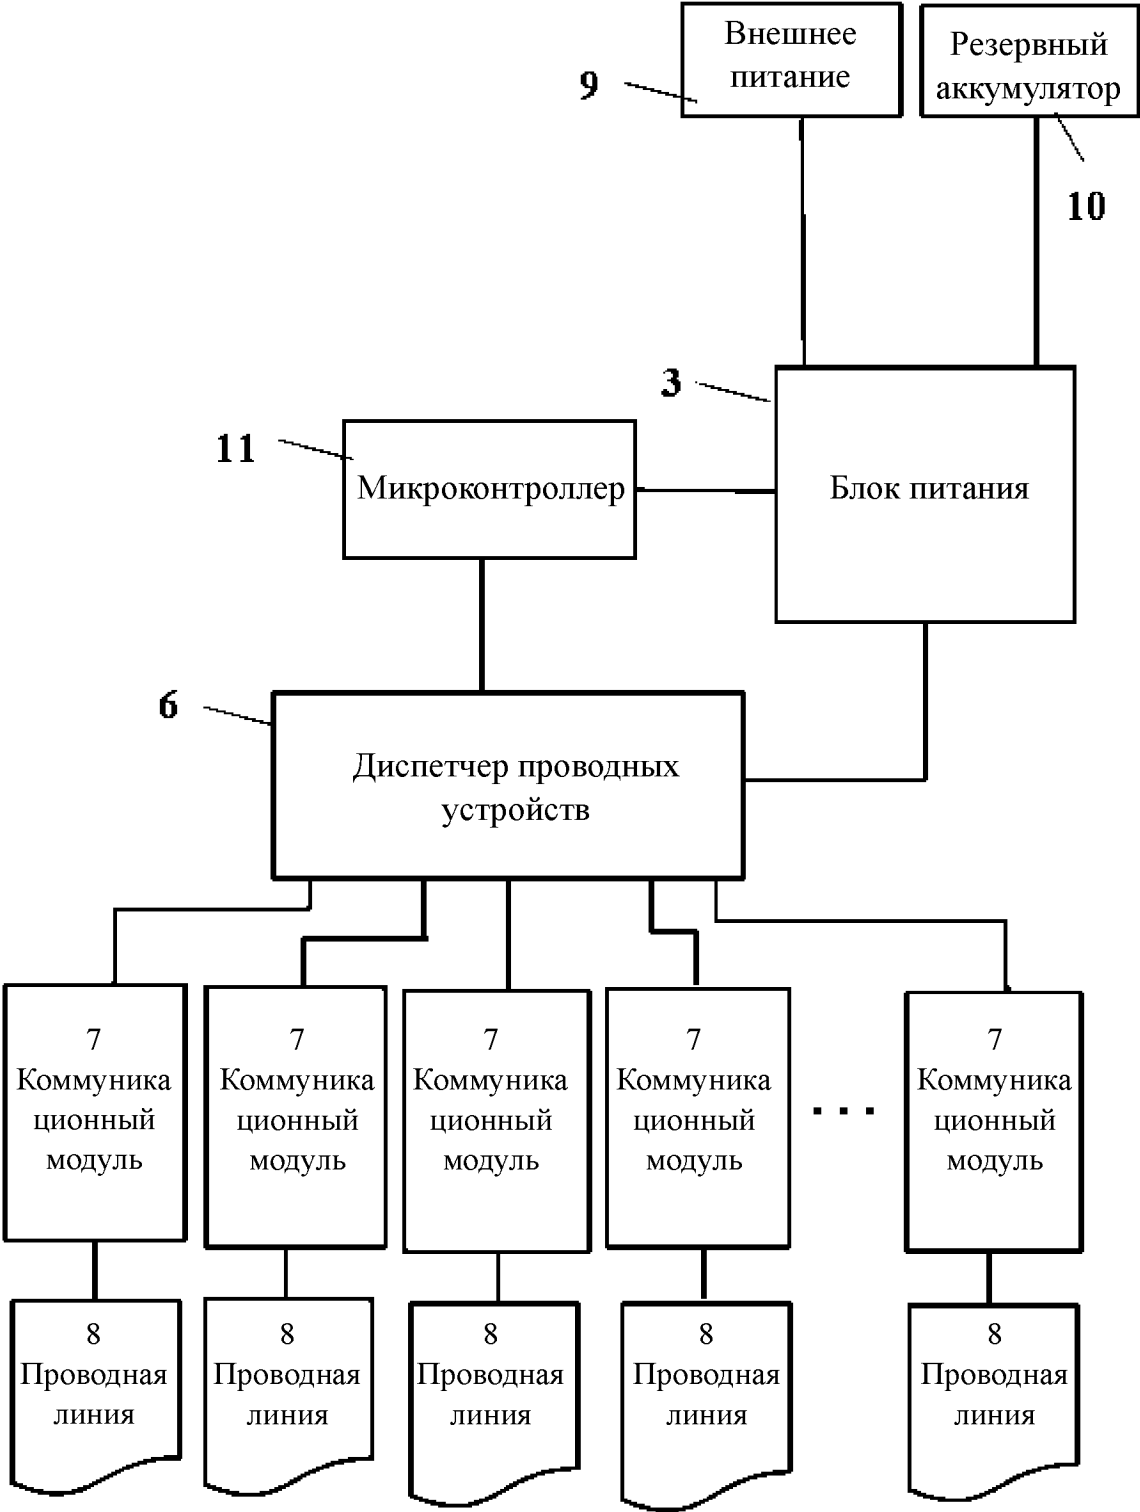 Внешнее
питание
9
Резервный
аккумулятор
10
3
Блок питания
11
Микроконтроллер
6
Диспетчер проводных
устройств
7
Коммуника
ционный
модуль
7
Коммуника
ционный
модуль
7
Коммуника
ционный
модуль
7
Коммуника
ционный
модуль
...
7
Коммуника
ционный
модуль
8
Проводная
линия
8
Проводная
линия
8
Проводная
линия
8
Проводная
линия
8
Проводная
линия